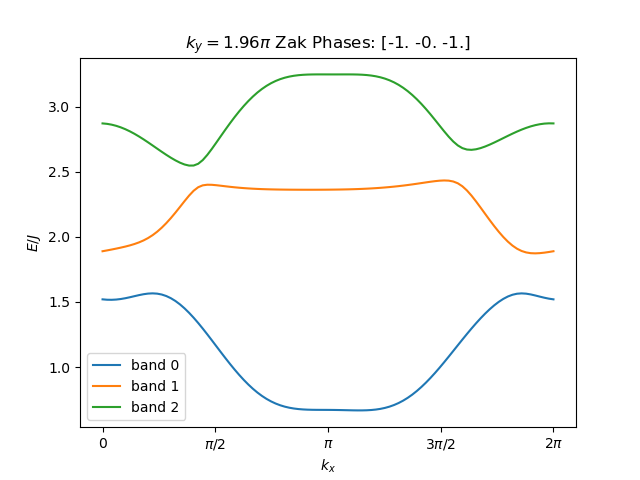 k_y = 1.96π Zak Phases: [-1. -0. -1.]
3.0
2.5
2.0
1.5
1.0
E/J
band 0
band 1
band 2
0 π/2 π 3π/2 2π
k_x